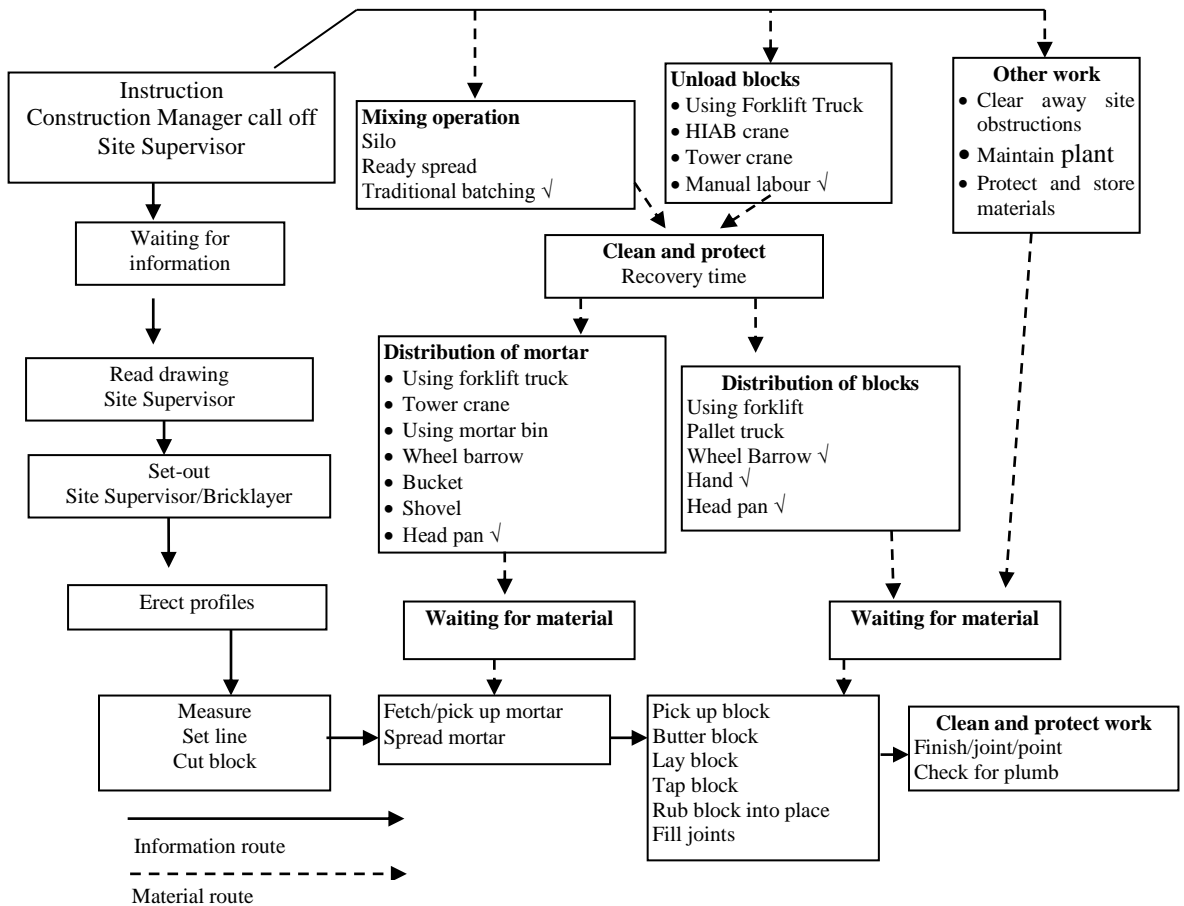 Instruction
Construction Manager call off
Site Supervisor
Waiting for
information
Read drawing
Site Supervisor
Set-out
Site Supervisor/Bricklayer
Erect profiles
Measure
Set line
Cut block
Mixing operation
Silo
Ready spread
Traditional batching √
Unload blocks
• Using Forklift Truck
• HIAB crane
• Tower crane
• Manual labour √
Other work
• Clear away site
obstructions
• Maintain plant
• Protect and store
materials
Clean and protect
Recovery time
Distribution of mortar
• Using forklift truck
• Tower crane
• Using mortar bin
• Wheel barrow
• Bucket
• Shovel
• Head pan √
Distribution of blocks
Using forklift
Pallet truck
Wheel Barrow √
Hand √
Head pan √
Waiting for material
Waiting for material
Fetch/pick up mortar
Spread mortar
Pick up block
Butter block
Lay block
Tap block
Rub block into place
Fill joints
Clean and protect work
Finish/joint/point
Check for plumb
Information route
Material route